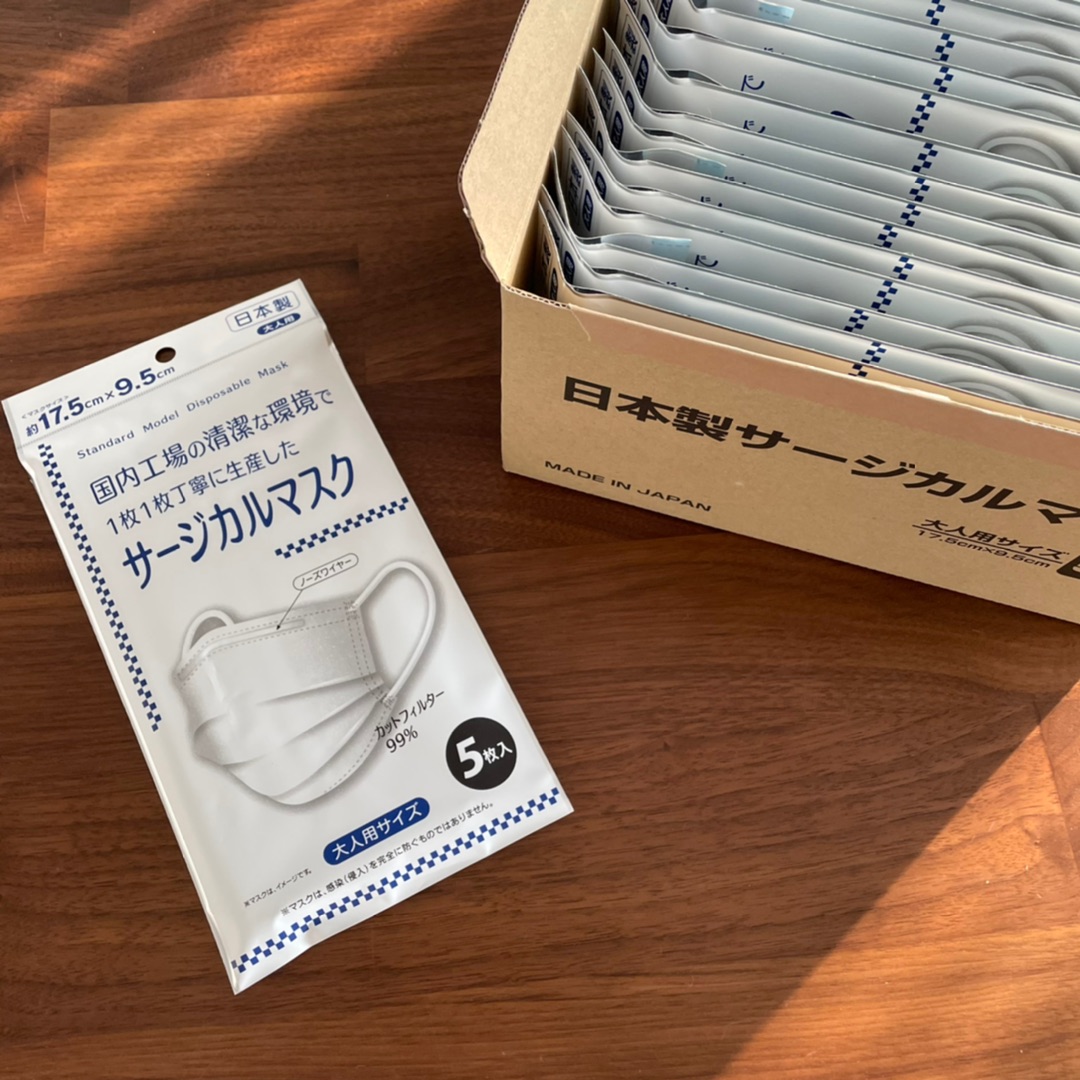 日本製
大人用
<マスクサイズ>
約17.5cm×9.5cm
Standard Model Disposable Mask
国内工場の清潔な環境で
1枚1枚丁寧に生産した
サージカルマスク
ノーズワイヤー
カットフィルター
99%
5枚入
大人用サイズ
※マスクは、イメージです。
※マスクは、感染(侵入)を完全に防ぐものではありません。
日本製サージカルマ
MADE IN JAPAN
大人用サイズ
17.5cm×9.5cm